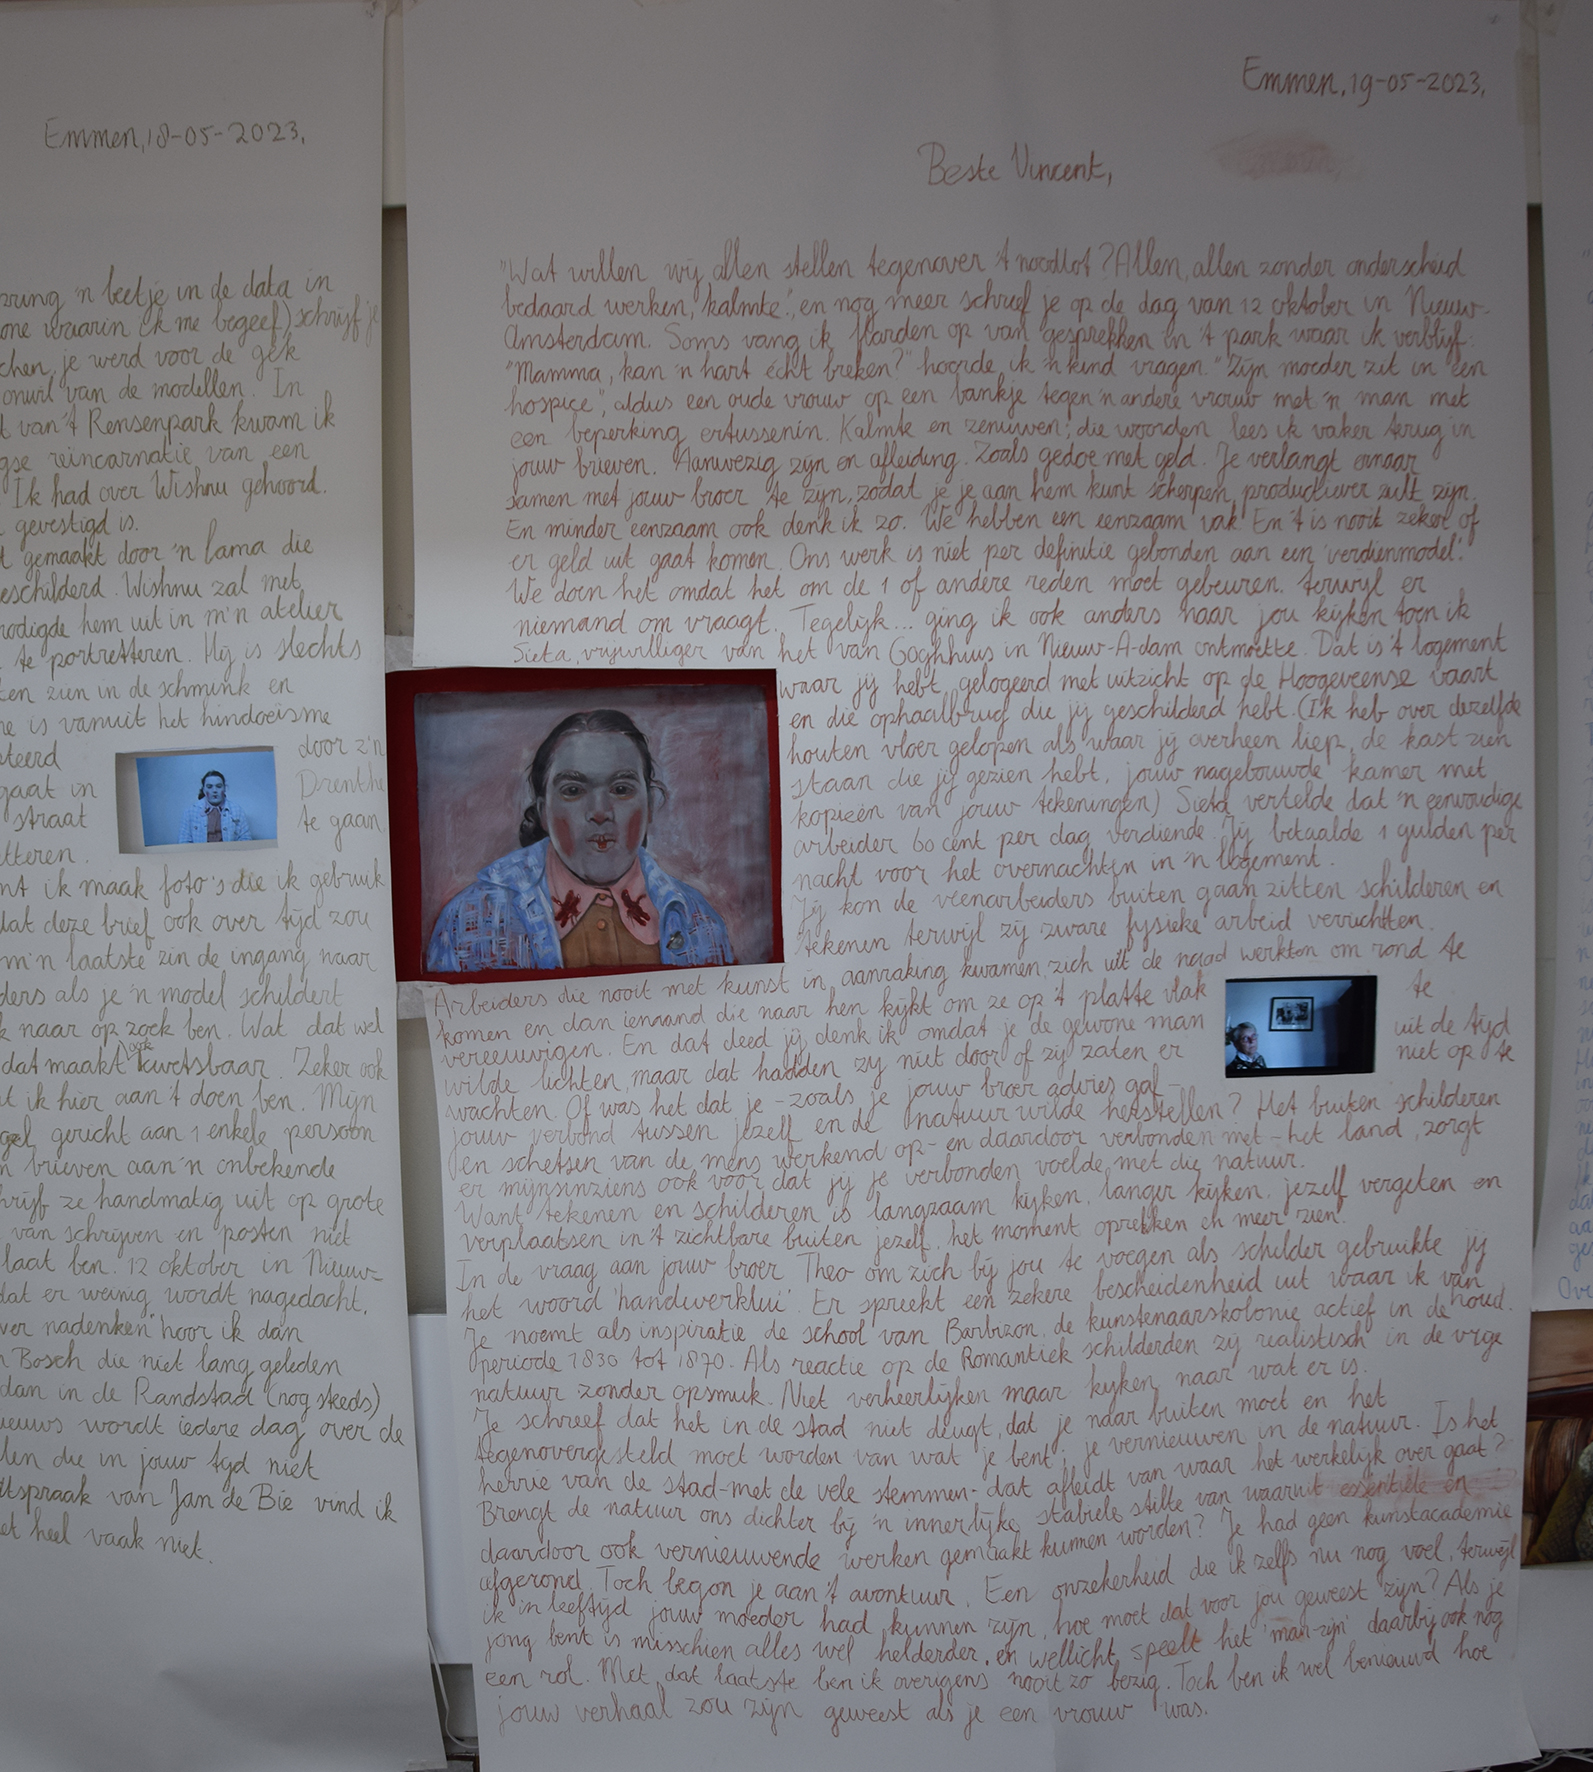 Emmen, 18-05-2023.
'n beetje in de data in
waarin ik me begeef) schrijf je
je werd voor de gek
onwil van de modellen. In
van 't Rensenpark kwam ik
reïncarnatie van een
Ik had over Wishnu gehoord.
gevestigd is.
gemaakt door 'n lama die
Wishnu zal met
hem uit in m'n atelier
te portretteren. Hij is slechts
zien in de schmink en
is vanuit het hindoeïsme
door z'n
gaat in Drenthe
straat te gaan
ik maak foto's die ik gebruik
dat deze brief ook over tijd zou
m'n laatste zin de ingang naar
als je 'n model schildert
naar op zoek ben. Wat dat wel
dat maakt ook kwetsbaar. Zeker ook
ik hier aan 't doen ben. Mijn
gericht aan 1 enkele persoon
brieven aan 'n onbekende
ze handmatig uit op grote
van schrijven en posten niet
laat ben. 12 oktober in Nieuw-
dat er weinig wordt nagedacht.
nadenken" hoor ik dan
Bosch die niet lang geleden
dan in de Randstad (nog steeds)
wordt iedere dag over de
die in jouw tijd niet
uitspraak van Jan de Bie vind ik
heel vaak niet.
Emmen, 19-05-2023.
Beste Vincent,
"Wat willen wij allen stellen tegenover 't noodlot? Allen, allen zonder onderscheid
bedaard werken, kalmte.", en nog meer schreef je op de dag van 12 oktober in Nieuw-
Amsterdam. Soms vang ik flarden op van gesprekken in 't park waar ik verblijf:
"Mamma, kan 'n hart écht breken?" hoorde ik 'n kind vragen. "Zijn moeder zit in een
hospice", aldus een oude vrouw op een bankje tegen 'n andere vrouw met 'n man met
een beperking ertussenin. Kalmte en zenuwen; die woorden lees ik vaker terug in
jouw brieven. Aanwezig zijn en afleiding. Zoals gedoe met geld. Je verlangt ernaar
samen met jouw broer te zijn, zodat je je aan hem kunt scherpen, productiever zult zijn.
En minder eenzaam ook denk ik zo. We hebben een eenzaam vak. En 't is nooit zeker of
er geld uit gaat komen. Ons werk is niet per definitie gebonden aan een 'verdienmodel'.
We doen het omdat het om de 1 of andere reden moet gebeuren. terwijl er
niemand om vraagt. Tegelijk... ging ik ook anders naar jou kijken toen ik
Sieta, vrijwilliger van het van Goghhuis in Nieuw-A-dam ontmoette. Dat is 't logement
waar jij hebt gelogeerd met uitzicht op de Hoogeveense vaart
en die ophaalbrug die jij geschilderd hebt. (Ik heb over dezelfde
houten vloer gelopen als waar jij overheen liep, de kast zien
staan die jij gezien hebt, jouw nagebouwde kamer met
kopieën van jouw tekeningen) Sieta vertelde dat 'n eenvoudige
arbeider 60 cent per dag verdiende. Jij betaalde 1 gulden per
nacht voor het overnachten in 'n logement.
Jij kon de veenarbeiders buiten gaan zitten schilderen en
tekenen terwijl zij zware fysieke arbeid verrichtten.
Arbeiders die nooit met kunst in aanraking kwamen, zich uit de naad werkten om rond te
komen en dan iemand die naar hen kijkt om ze op 't platte vlak te
vereeuwigen. En dat deed jij denk ik omdat je de gewone man uit de tijd
wilde lichten, maar dat hadden zij niet door of zij zaten er niet op te
wachten. Of was het dat je - zoals je jouw broer advies gaf -
jouw verbond tussen jezelf en de natuur wilde herstellen? Het buiten schilderen
en schetsen van de mens werkend op - en daardoor verbonden met - het land, zorgt
er mijnsinziens ook voor dat jij je verbonden voelde met die natuur.
Want tekenen en schilderen is langzaam kijken, langer kijken, jezelf vergeten en
verplaatsen in 't zichtbare buiten jezelf, het moment oprekken en meer 'zien'.
In de vraag aan jouw broer Theo om zich bij jou te voegen als schilder gebruikte jij
het woord 'handwerklui'. Er spreekt een zekere bescheidenheid uit waar ik van houd.
Je noemt als inspiratie de school van Barbizon, de kunstenaarskolonie actief in de
periode 1830 tot 1870. Als reactie op de Romantiek schilderden zij 'realistisch' in de vrije
natuur zonder opsmuk. Niet verheerlijken maar kijken naar wat er is.
Je schreef dat het in de stad niet deugt, dat je naar buiten moet en het
tegenovergesteld moet worden van wat je bent; je vernieuwen in de natuur. Is het
herrie van de stad - met de vele stemmen - dat afleidt van waar het werkelijk over gaat?
Brengt de natuur ons dichter bij 'n innerlijke stabiele stilte van waaruit essentiële en
daardoor ook vernieuwende werken gemaakt kunnen worden? Je had geen kunstacademie
afgerond. Toch begon je aan 't avontuur. Een onzekerheid die ik zelfs nu nog voel, terwijl
ik in leeftijd jouw moeder had kunnen zijn, hoe moet dat voor jou geweest zijn? Als je
jong bent is misschien alles wel helderder. en wellicht speelt het 'man-zijn' daarbij ook nog
een rol. Met dat laatste ben ik overigens nooit zo bezig. Toch ben ik wel benieuwd hoe
jouw verhaal zou zijn geweest als je een vrouw was.